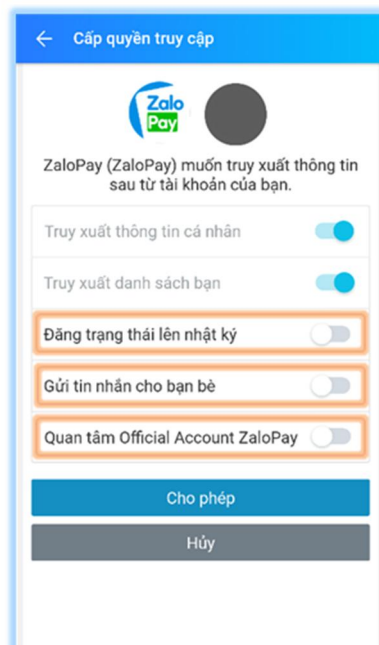 Cấp quyền truy cập
Zalo
Pay
ZaloPay (ZaloPay) muốn truy xuất thông tin
sau từ tài khoản của bạn.
Truy xuất thông tin cá nhân
Truy xuất danh sách bạn
Đăng trạng thái lên nhật ký
Gửi tin nhắn cho bạn bè
Quan tâm Official Account ZaloPay
Cho phép
Hủy